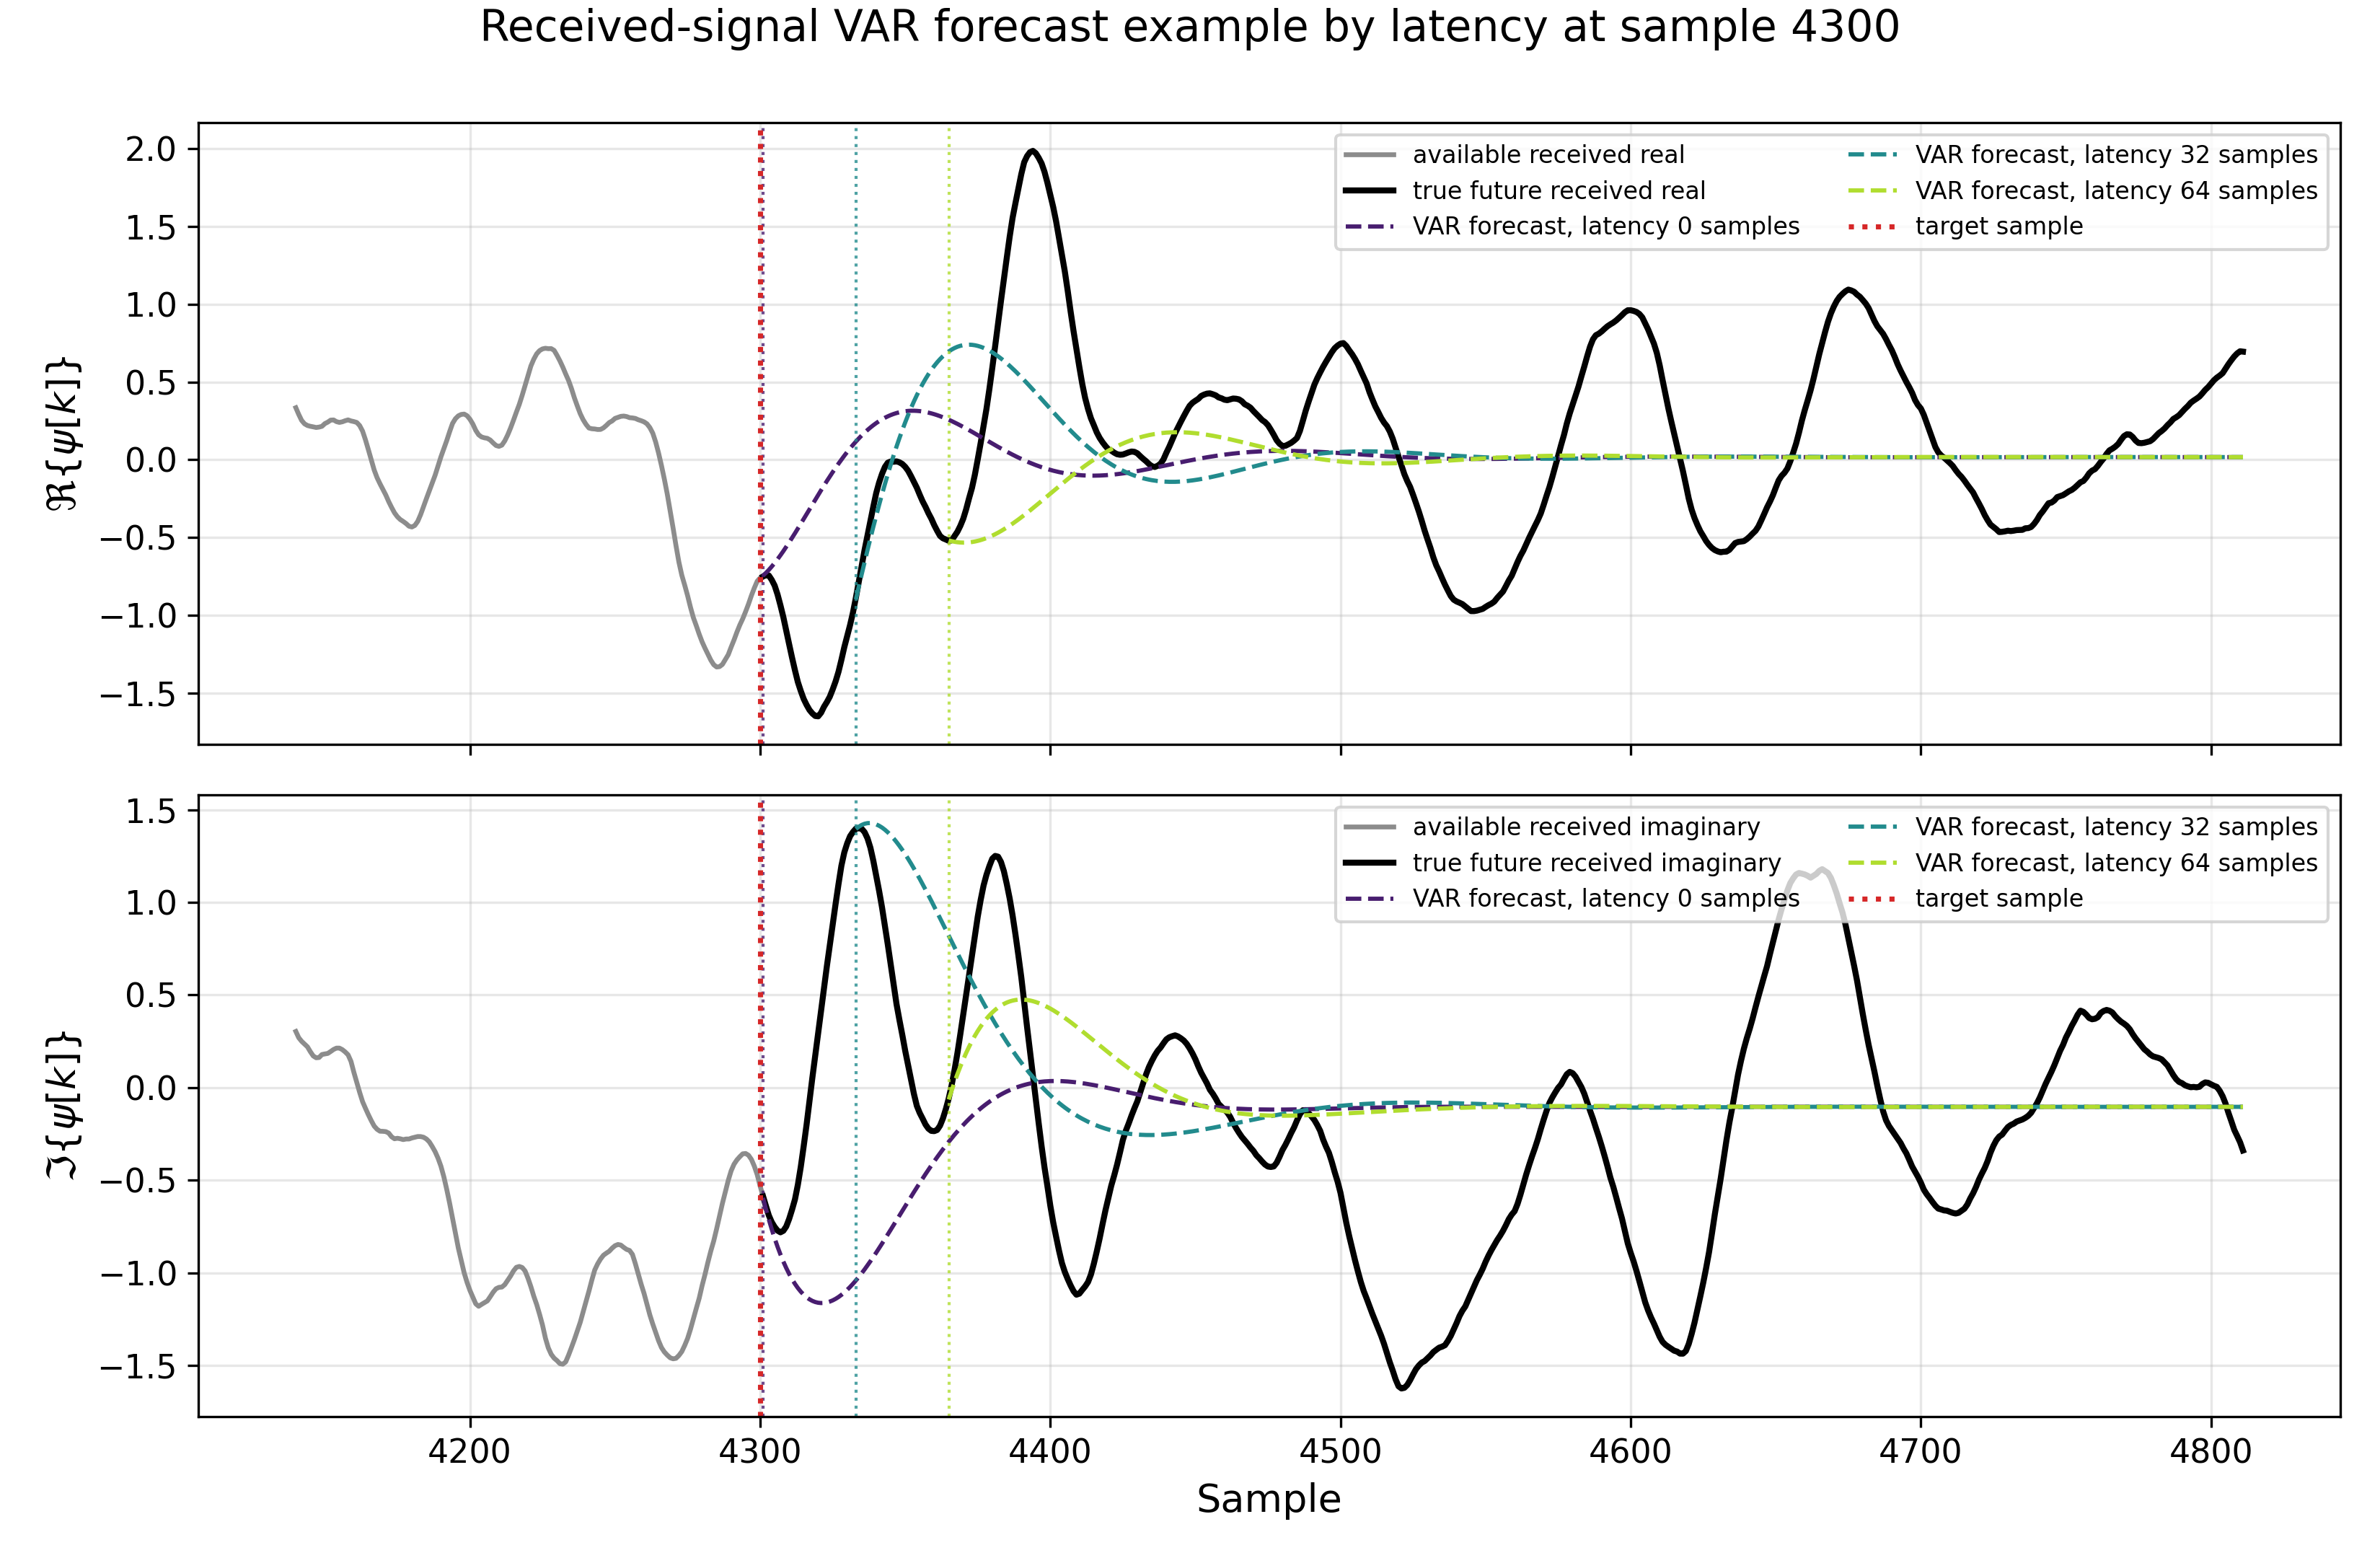 Received-signal VAR forecast example by latency at sample 4300
ℜ{ψ[k]}
2.0
1.5
1.0
0.5
0.0
−0.5
−1.0
−1.5
available received real
true future received real
VAR forecast, latency 0 samples
VAR forecast, latency 32 samples
VAR forecast, latency 64 samples
target sample
ℑ{ψ[k]}
1.5
1.0
0.5
0.0
−0.5
−1.0
−1.5
available received imaginary
true future received imaginary
VAR forecast, latency 0 samples
VAR forecast, latency 32 samples
VAR forecast, latency 64 samples
target sample
4200 4300 4400 4500 4600 4700 4800
Sample